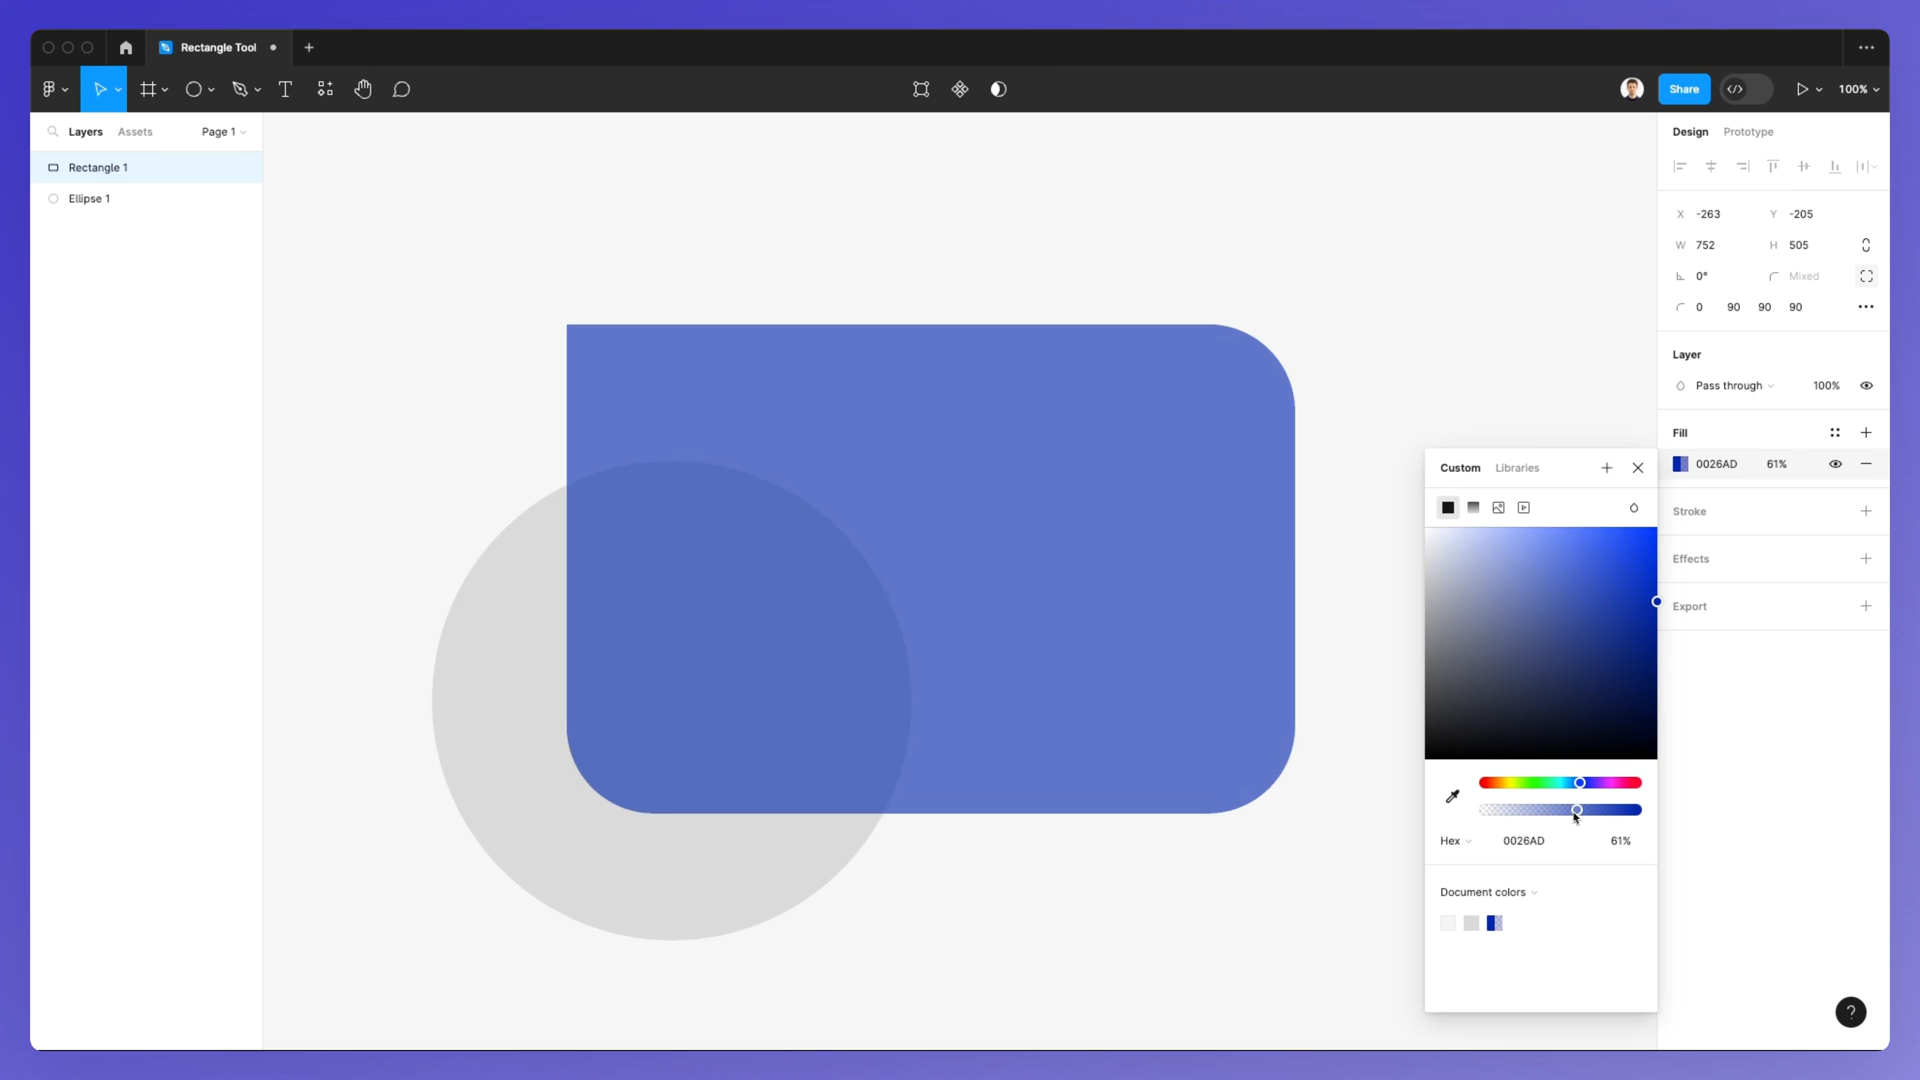 Rectangle Tool
Share
100%
Layers Assets Page 1
Rectangle 1
Ellipse 1
Design Prototype
X -263 Y -205
W 752 H 505
0° Mixed
0 90 90 90
Layer
Pass through 100%
Fill
0026AD 61%
Stroke
Effects
Export
Custom Libraries
Hex 0026AD 61%
Document colors
?